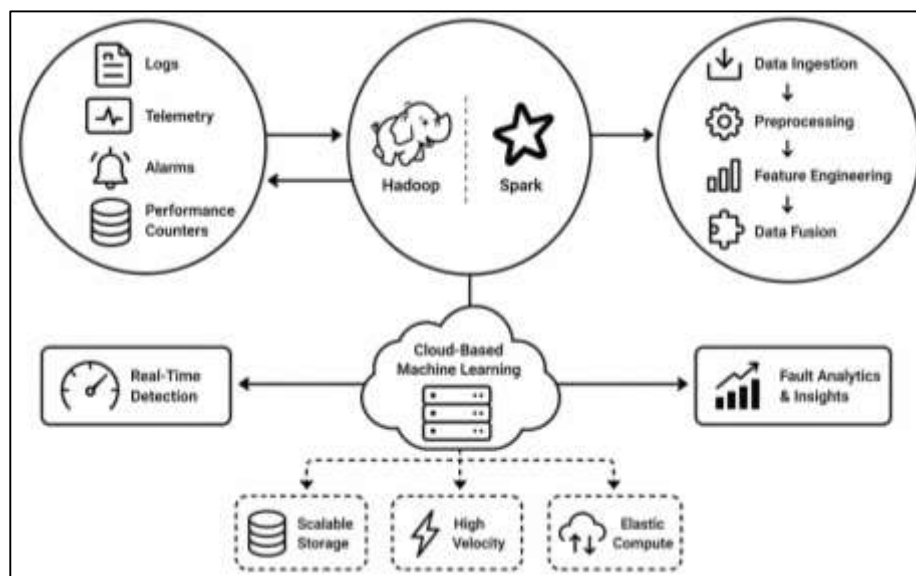 Logs
Telemetry
Alarms
Performance
Counters
Hadoop
Spark
Data Ingestion
Preprocessing
Feature Engineering
Data Fusion
Real-Time
Detection
Cloud-Based
Machine Learning
Fault Analytics
& Insights
Scalable
Storage
High
Velocity
Elastic
Compute